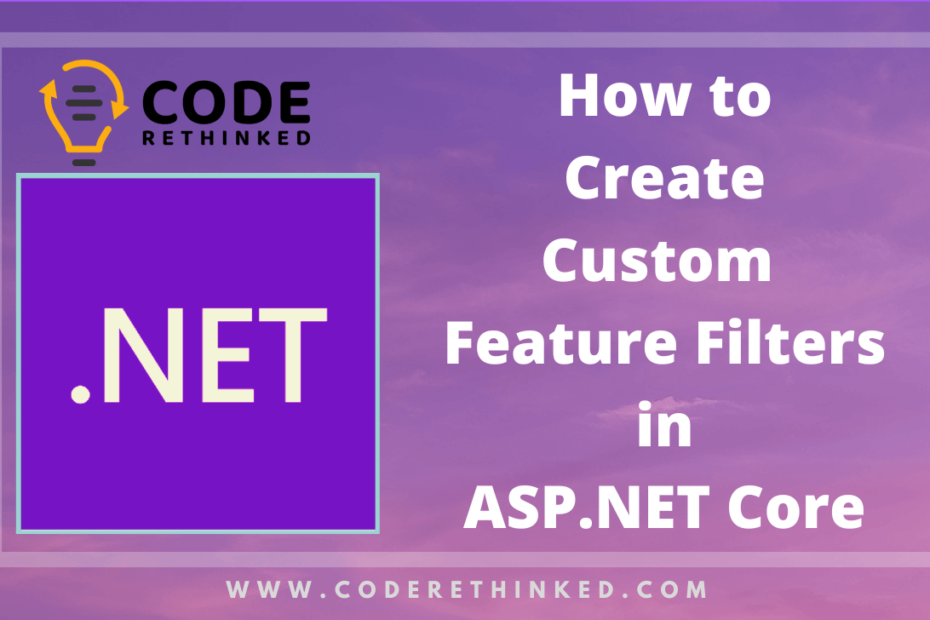 CODE
RETHINKED
.NET
How to
Create
Custom
Feature Filters
in
ASP.NET Core
WWW.CODERETHINKED.COM